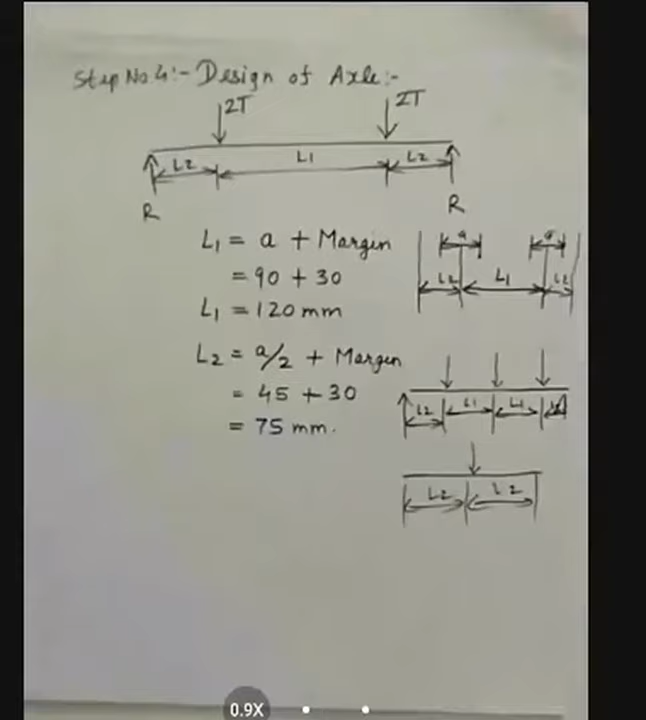 Step No 4:- Design of Axle:-
2T 2T
L2 L1 L2
R R
L1 = a + Margin
= 90 + 30
L1 = 120 mm
L2 = a/2 + Margin
= 45 + 30
= 75 mm.
a a
L2 L1 L2
L2 L1 L1
L2 L2
0.9X